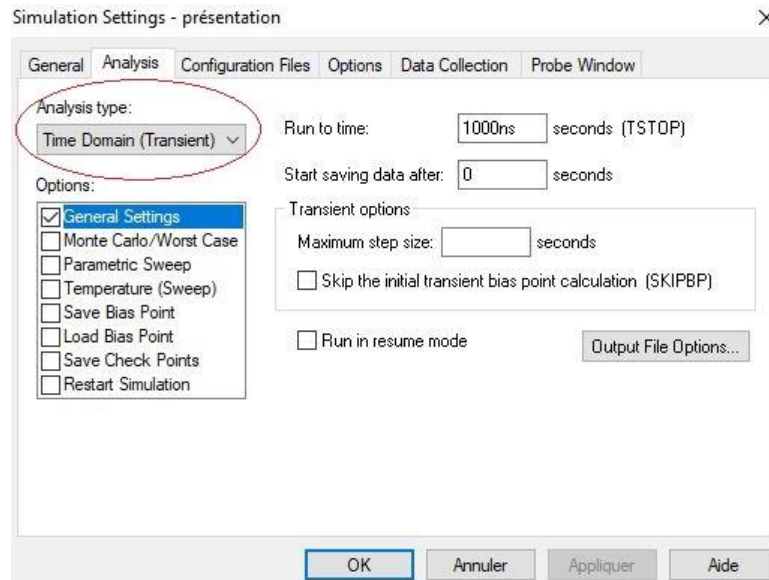 Simulation Settings - présentation
General Analysis Configuration Files Options Data Collection Probe Window
Analysis type:
Time Domain (Transient)
Options:
General Settings
Monte Carlo/Worst Case
Parametric Sweep
Temperature (Sweep)
Save Bias Point
Load Bias Point
Save Check Points
Restart Simulation
Run to time: 1000ns seconds (TSTOP)
Start saving data after: 0 seconds
Transient options
Maximum step size: seconds
Skip the initial transient bias point calculation (SKIPBP)
Run in resume mode
Output File Options...
OK Annuler Appliquer Aide